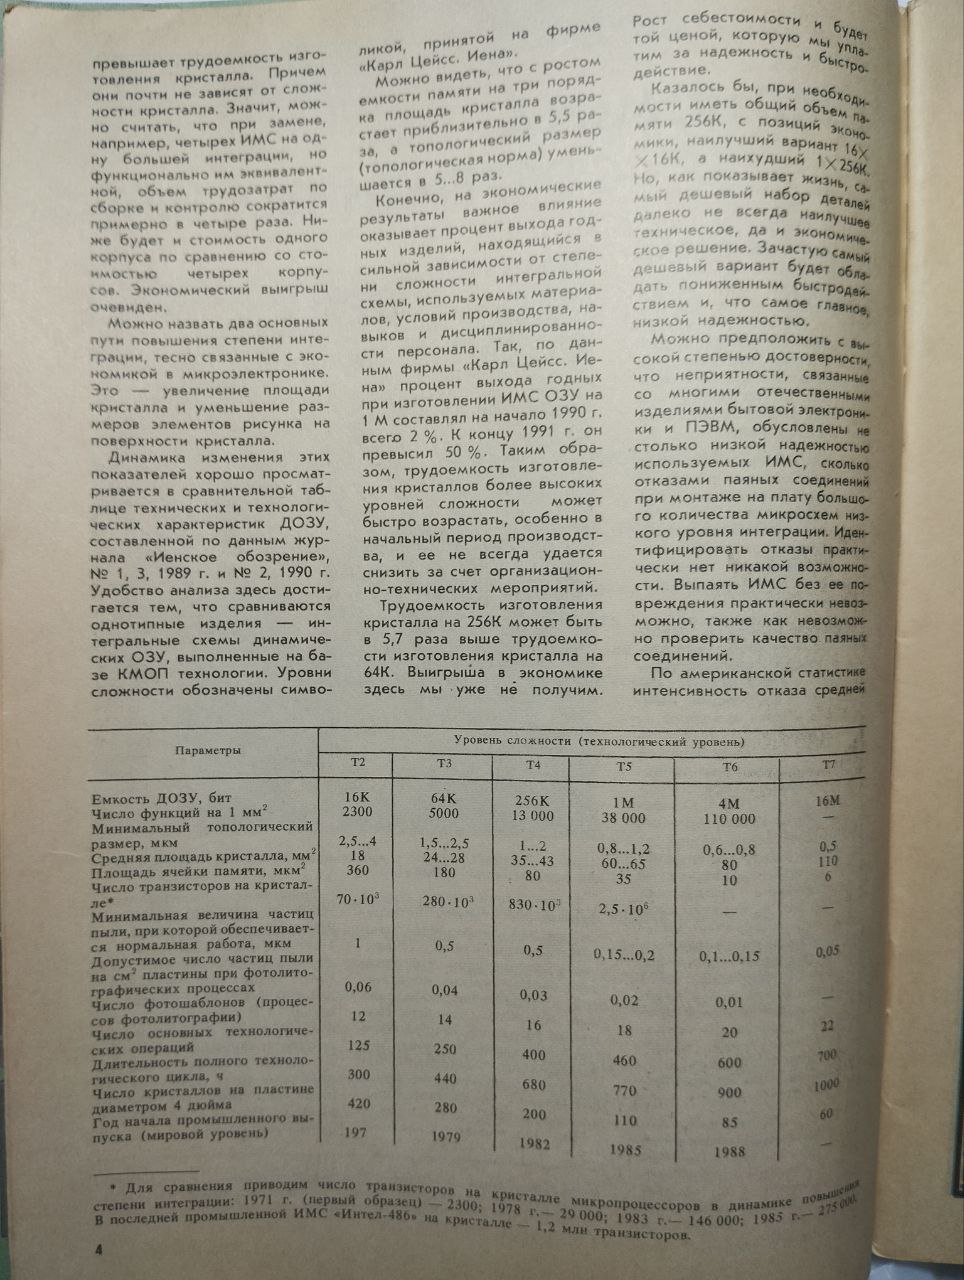 превышает трудоемкость изго-
товления кристалла. Причем
они почти не зависят от слож-
ности кристалла. Значит, мож-
но считать, что при замене,
например, четырех ИМС на од-
ну большей интеграции, но
функционально им эквивалент-
ной, объем трудозатрат по
сборке и контролю сократится
примерно в четыре раза. Ни-
же будет и стоимость одного
корпуса по сравнению со сто-
имостью четырех корпу-
сов. Экономический выигрыш
очевиден.
Можно назвать два основных
пути повышения степени инте-
грации, тесно связанные с эко-
номикой в микроэлектронике.
Это — увеличение площади
кристалла и уменьшение раз-
меров элементов рисунка на
поверхности кристалла.
Динамика изменения этих
показателей хорошо просмат-
ривается в сравнительной таб-
лице технических и технологи-
ческих характеристик ДОЗУ,
составленной по данным жур-
нала «Иенское обозрение»,
№ 1, 3, 1989 г. и № 2, 1990 г.
Удобство анализа здесь дости-
гается тем, что сравниваются
однотипные изделия — ин-
тегральные схемы динамиче-
ских ОЗУ, выполненные на ба-
зе КМОП технологии. Уровни
сложности обозначены симво-
ликой, принятой на фирме
«Карл Цейсс. Иена».
Можно видеть, что с ростом
емкости памяти на три поряд-
ка площадь кристалла возра-
стает приблизительно в 5,5 ра-
за, а топологический размер
(топологическая норма) умень-
шается в 5...8 раз.
Конечно, на экономические
результаты важное влияние
оказывает процент выхода год-
ных изделий, находящийся в
сильной зависимости от степе-
ни сложности интегральной
схемы, используемых материа-
лов, условий производства, на-
выков и дисциплинированно-
сти персонала. Так, по дан-
ным фирмы «Карл Цейсс. Ие-
на» процент выхода годных
при изготовлении ИМС ОЗУ на
1 М составлял на начало 1990 г.
всего 2 %. К концу 1991 г. он
превысил 50 %. Таким обра-
зом, трудоемкость изготовле-
ния кристаллов более высоких
уровней сложности может
быстро возрастать, особенно в
начальный период производст-
ва, и ее не всегда удается
снизить за счет организацион-
но-технических мероприятий.
Трудоемкость изготовления
кристалла на 256К может быть
в 5,7 раза выше трудоемко-
сти изготовления кристалла на
64К. Выигрыша в экономике
здесь мы уже не получим.
Рост себестоимости и будет
той ценой, которую мы упла-
тим за надежность и быстро-
действие.
Казалось бы, при необходи-
мости иметь общий объем па-
мяти 256К, с позиций эконо-
мики, наилучший вариант 16×
×16К, а наихудший 1×256К.
Но, как показывает жизнь, са-
мый дешевый набор деталей
далеко не всегда наилучшее
техническое, да и экономиче-
ское решение. Зачастую самый
дешевый вариант будет обла-
дать пониженным быстродей-
ствием и, что самое главное,
низкой надежностью.
Можно предположить с вы-
сокой степенью достоверности,
что неприятности, связанные
со многими отечественными
изделиями бытовой электрони-
ки и ПЭВМ, обусловлены не
столько низкой надежностью
используемых ИМС, сколько
отказами паяных соединений
при монтаже на плату большо-
го количества микросхем низ-
кого уровня интеграции. Иден-
тифицировать отказы практи-
чески нет никакой возможно-
сти. Выпаять ИМС без ее по-
вреждения практически невоз-
можно, также как невозмож-
но проверить качество паяных
соединений.
По американской статистике
интенсивность отказа средней
Параметры
Уровень сложности (технологический уровень)
Т2 Т3 Т4 Т5 Т6 Т7
Емкость ДОЗУ, бит 16К 64К 256К 1М 4М 16М
Число функций на 1 мм² 2300 5000 13 000 38 000 110 000 —
Минимальный топологический
размер, мкм 2,5...4 1,5...2,5 1...2 0,8...1,2 0,6...0,8 0,5
Средняя площадь кристалла, мм² 18 24...28 35...43 60...65 80 110
Площадь ячейки памяти, мкм² 360 180 80 35 10 6
Число транзисторов на кристал-
ле* 70·10³ 280·10³ 830·10³ 2,5·10⁶ — —
Минимальная величина частиц
пыли, при которой обеспечивает-
ся нормальная работа, мкм 1 0,5 0,5 0,15...0,2 0,1...0,15 0,05
Допустимое число частиц пыли
на см² пластины при фотолито-
графических процессах 0,06 0,04 0,03 0,02 0,01 —
Число фотошаблонов (процес-
сов фотолитографии) 12 14 16 18 20 22
Число основных технологиче-
ских операций 125 250 400 460 600 700
Длительность полного техноло-
гического цикла, ч 300 440 680 770 900 1000
Число кристаллов на пластине
диаметром 4 дюйма 420 280 200 110 85 60
Год начала промышленного вы-
пуска (мировой уровень) 197 1979 1982 1985 1988 —
* Для сравнения приводим число транзисторов на кристалле микропроцессоров в динамике повышения
степени интеграции: 1971 г. (первый образец) — 2300; 1978 г.— 29 000; 1983 г.— 146 000; 1985 г.— 275 000.
В последней промышленной ИМС «Интел-486» на кристалле — 1,2 млн транзисторов.
4